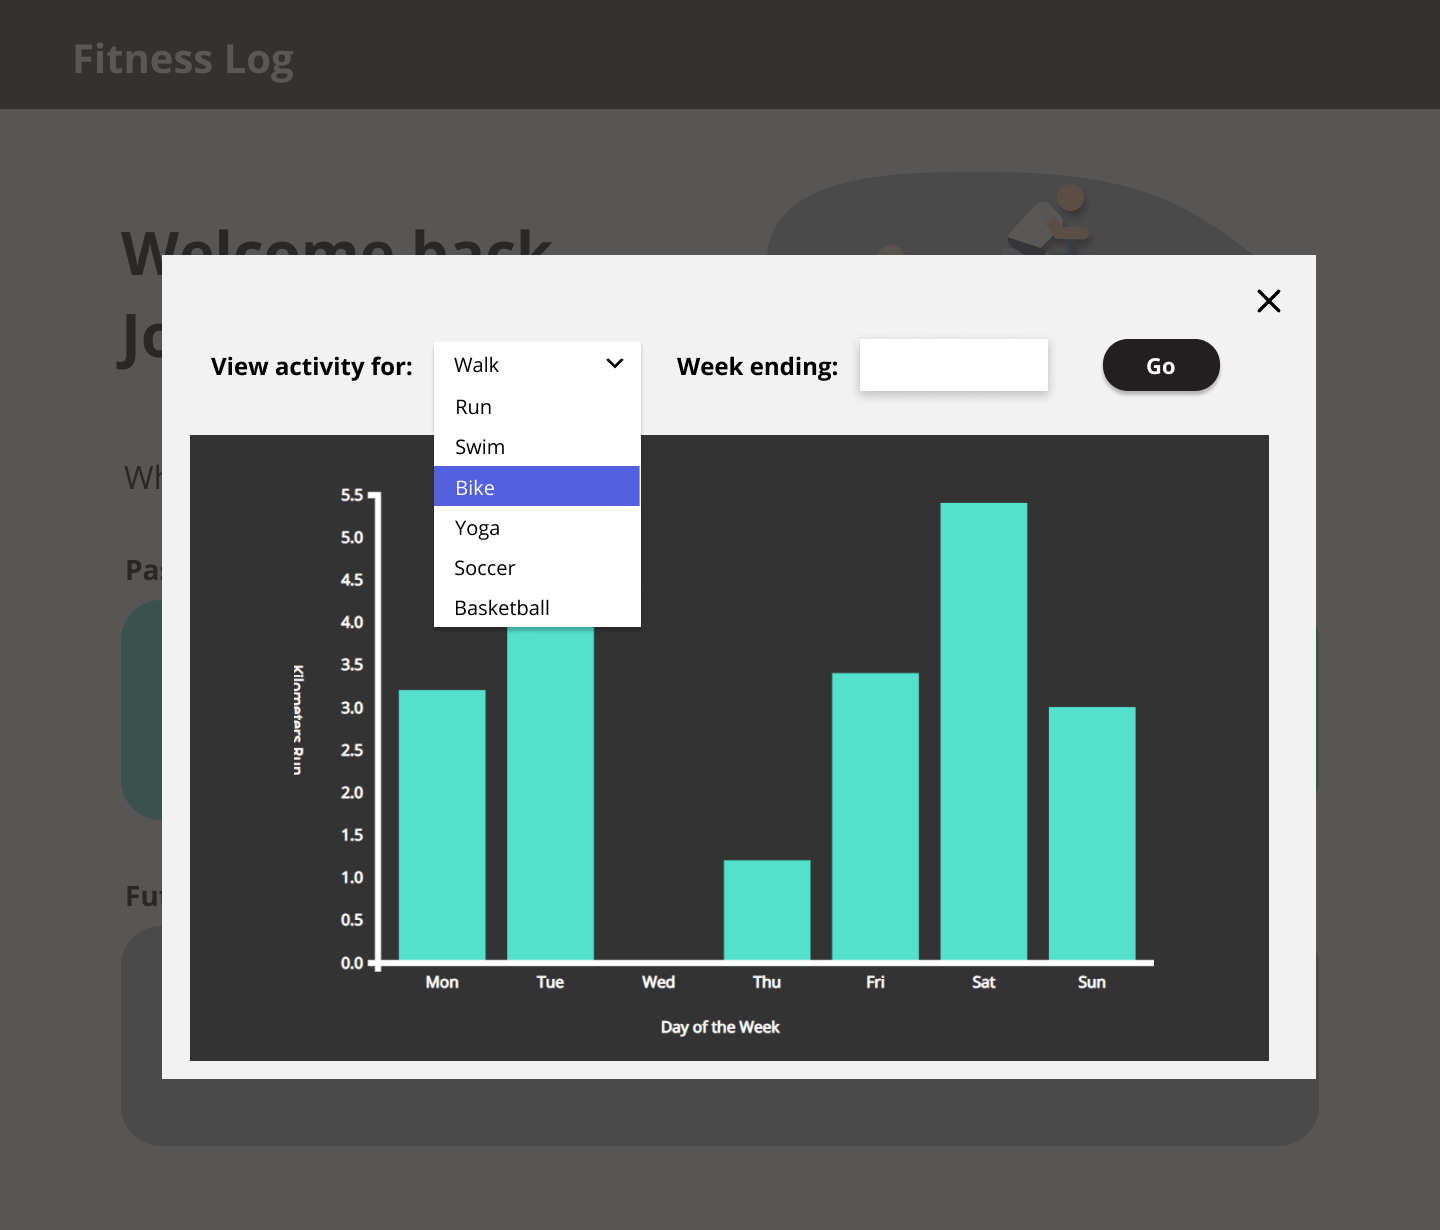 Fitness Log
Welcome back
Jo
View activity for:
Walk
Week ending:
Go
Run
Swim
Bike
Yoga
Soccer
Basketball
Wh
Pas
Fut
5.5
5.0
4.5
4.0
3.5
3.0
2.5
2.0
1.5
1.0
0.5
0.0
Kilometers Run
Mon Tue Wed Thu Fri Sat Sun
Day of the Week